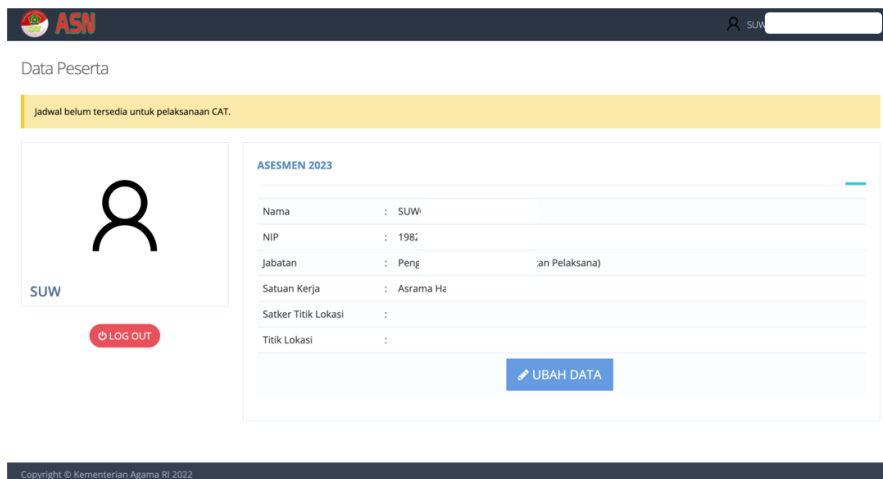 ASN
SUW
Data Peserta
Jadwal belum tersedia untuk pelaksanaan CAT.
ASESMEN 2023
Nama : SUW
NIP : 198
Jabatan : Peng an Pelaksana)
Satuan Kerja : Asrama Ha
Satker Titik Lokasi :
Titik Lokasi :
SUW
LOG OUT
UBAH DATA
Copyright © Kementerian Agama RI 2022